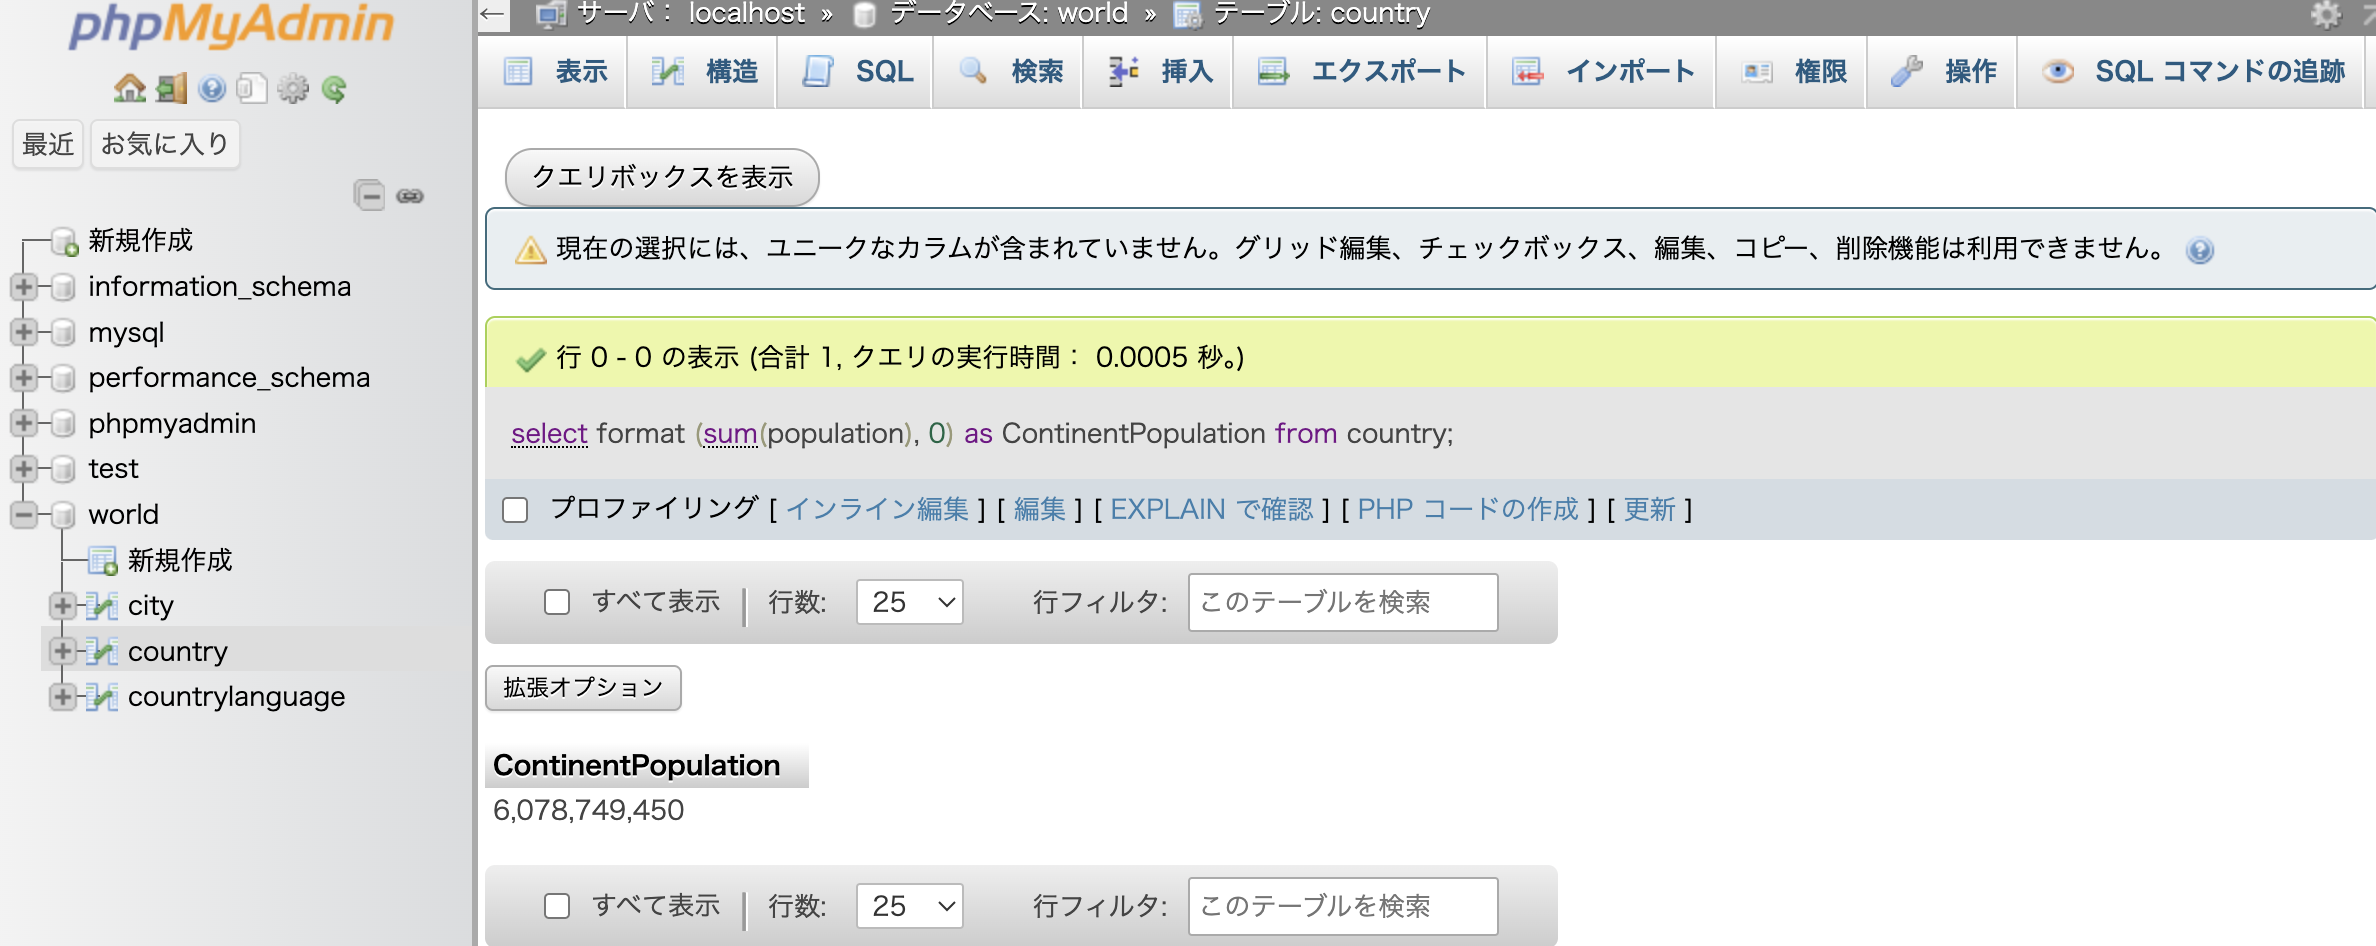 phpMyAdmin
最近 お気に入り
新規作成
information_schema
mysql
performance_schema
phpmyadmin
test
world
新規作成
city
country
countrylanguage
サーバ： localhost » データベース: world » テーブル: country
表示 構造 SQL 検索 挿入 エクスポート インポート 権限 操作 SQL コマンドの追跡
クエリボックスを表示
現在の選択には、ユニークなカラムが含まれていません。グリッド編集、チェックボックス、編集、コピー、削除機能は利用できません。
行 0 - 0 の表示 (合計 1, クエリの実行時間： 0.0005 秒。)
select format (sum(population), 0) as ContinentPopulation from country;
プロファイリング [ インライン編集 ] [ 編集 ] [ EXPLAIN で確認 ] [ PHP コードの作成 ] [ 更新 ]
すべて表示 | 行数: 25 行フィルタ: このテーブルを検索
拡張オプション
ContinentPopulation
6,078,749,450
すべて表示 | 行数: 25 行フィルタ: このテーブルを検索